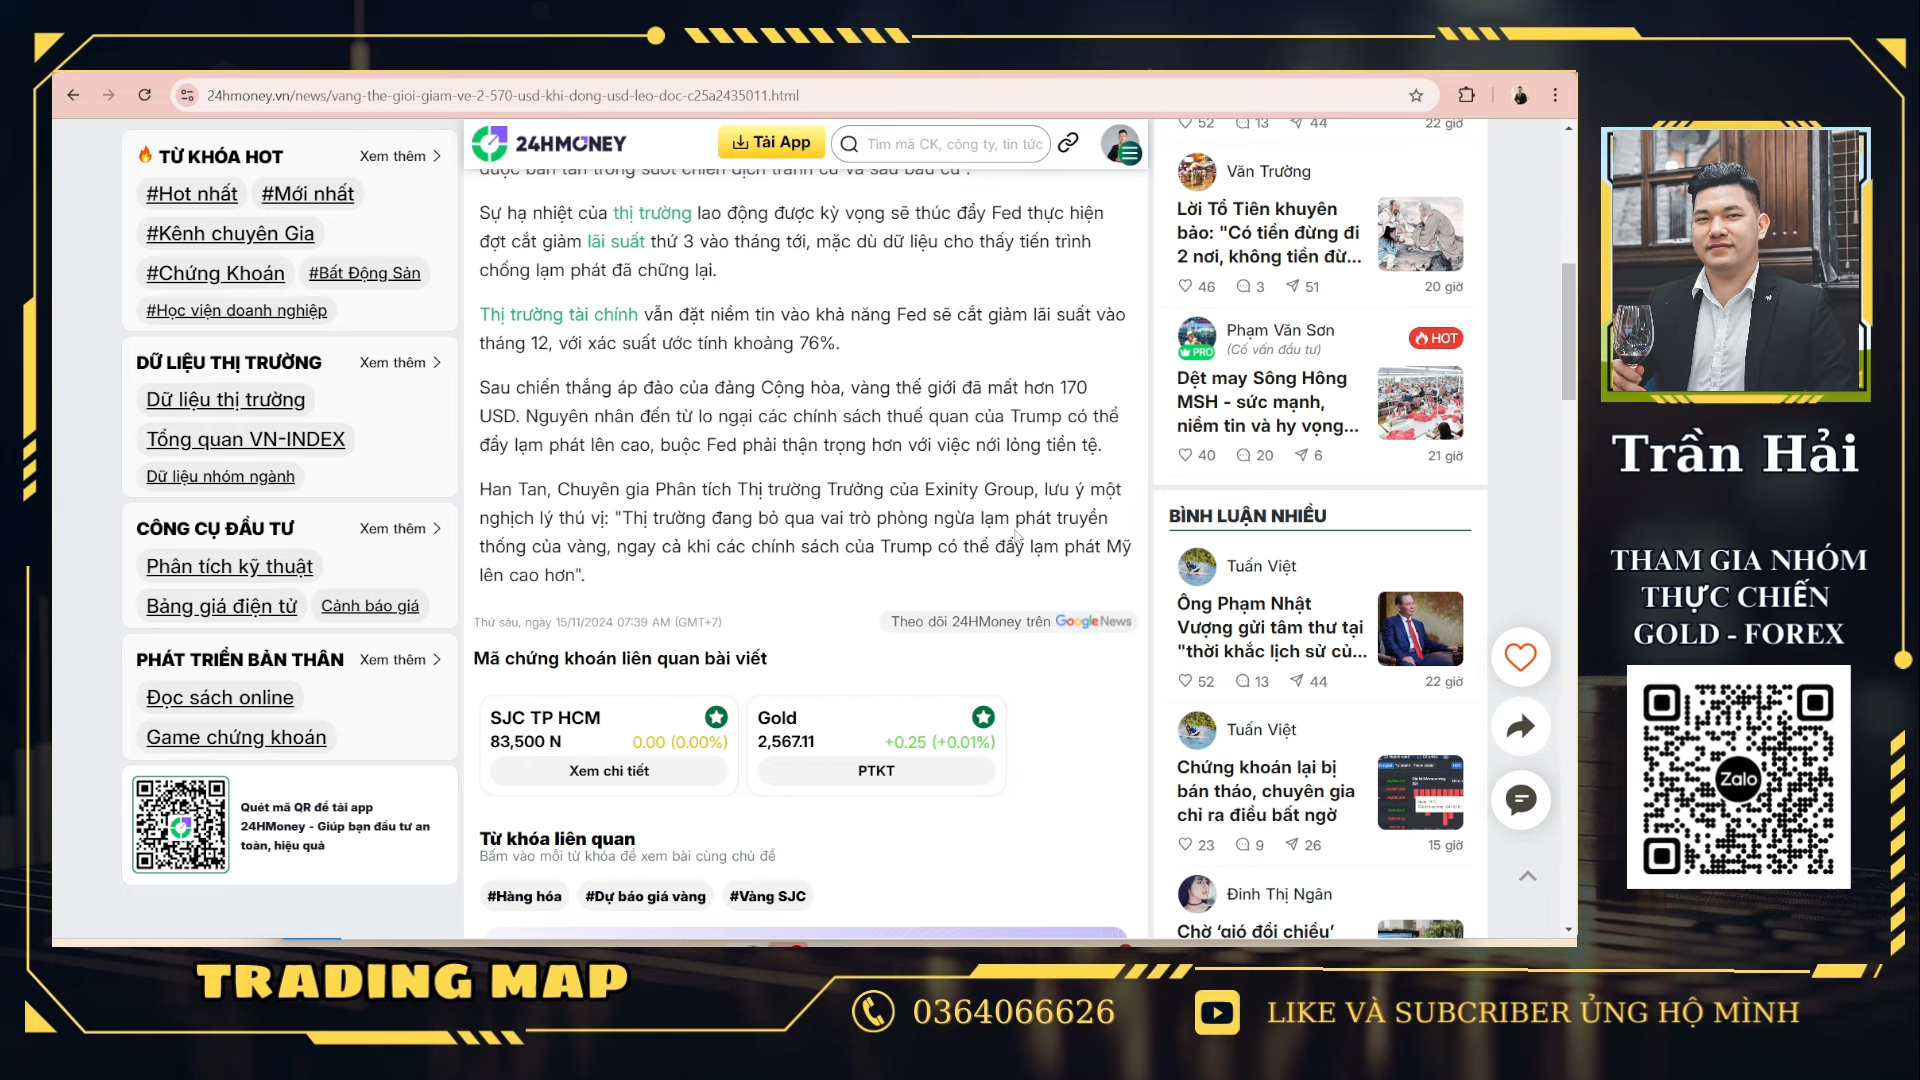 24hmoney.vn/news/vang-the-gioi-giam-ve-2-570-usd-khi-dong-usd-leo-doc-c25a2435011.html
TỪ KHÓA HOT
Xem thêm
#Hot nhất
#Mới nhất
#Kênh chuyên Gia
#Chứng Khoán
#Bất Động Sản
#Học viện doanh nghiệp
DỮ LIỆU THỊ TRƯỜNG
Xem thêm
Dữ liệu thị trường
Tổng quan VN-INDEX
Dữ liệu nhóm ngành
CÔNG CỤ ĐẦU TƯ
Xem thêm
Phân tích kỹ thuật
Bảng giá điện tử
Cảnh báo giá
PHÁT TRIỂN BẢN THÂN
Xem thêm
Đọc sách online
Game chứng khoán
Quét mã QR để tải app
24HMoney - Giúp bạn đầu tư an
toàn, hiệu quả
24HMONEY
Tải App
Tìm mã CK, công ty, tin tức
được bàn tán trong suốt chiến dịch tranh cử và sau bầu cử".
Sự hạ nhiệt của thị trường lao động được kỳ vọng sẽ thúc đẩy Fed thực hiện
đợt cắt giảm lãi suất thứ 3 vào tháng tới, mặc dù dữ liệu cho thấy tiến trình
chống lạm phát đã chững lại.
Thị trường tài chính vẫn đặt niềm tin vào khả năng Fed sẽ cắt giảm lãi suất vào
tháng 12, với xác suất ước tính khoảng 76%.
Sau chiến thắng áp đảo của đảng Cộng hòa, vàng thế giới đã mất hơn 170
USD. Nguyên nhân đến từ lo ngại các chính sách thuế quan của Trump có thể
đẩy lạm phát lên cao, buộc Fed phải thận trọng hơn với việc nới lỏng tiền tệ.
Han Tan, Chuyên gia Phân tích Thị trường Trưởng của Exinity Group, lưu ý một
nghịch lý thú vị: "Thị trường đang bỏ qua vai trò phòng ngừa lạm phát truyền
thống của vàng, ngay cả khi các chính sách của Trump có thể đẩy lạm phát Mỹ
lên cao hơn".
Thứ sáu, ngày 15/11/2024 07:39 AM (GMT+7)
Theo dõi 24HMoney trên Google News
Mã chứng khoán liên quan bài viết
SJC TP HCM
83,500 N
0.00 (0.00%)
Xem chi tiết
Gold
2,567.11
+0.25 (+0.01%)
PTKT
Từ khóa liên quan
Bấm vào mỗi từ khóa để xem bài cùng chủ đề
#Hàng hóa
#Dự báo giá vàng
#Vàng SJC
52 13 44 22 giờ
Văn Trường
Lời Tổ Tiên khuyên
bảo: "Có tiền đừng đi
2 nơi, không tiền đừ...
46 3 51 20 giờ
Phạm Văn Sơn
(Cố vấn đầu tư)
PRO
HOT
Dệt may Sông Hồng
MSH - sức mạnh,
niềm tin và hy vọng...
40 20 6 21 giờ
BÌNH LUẬN NHIỀU
Tuấn Việt
Ông Phạm Nhật
Vượng gửi tâm thư tại
"thời khắc lịch sử củ...
52 13 44 22 giờ
Tuấn Việt
Chứng khoán lại bị
bán tháo, chuyên gia
chỉ ra điều bất ngờ
23 9 26 15 giờ
Đinh Thị Ngân
Chờ 'gió đổi chiều'
Trần Hải
THAM GIA NHÓM
THỰC CHIẾN
GOLD - FOREX
Zalo
TRADING MAP
0364066626
LIKE VÀ SUBCRIBER ỦNG HỘ MÌNH